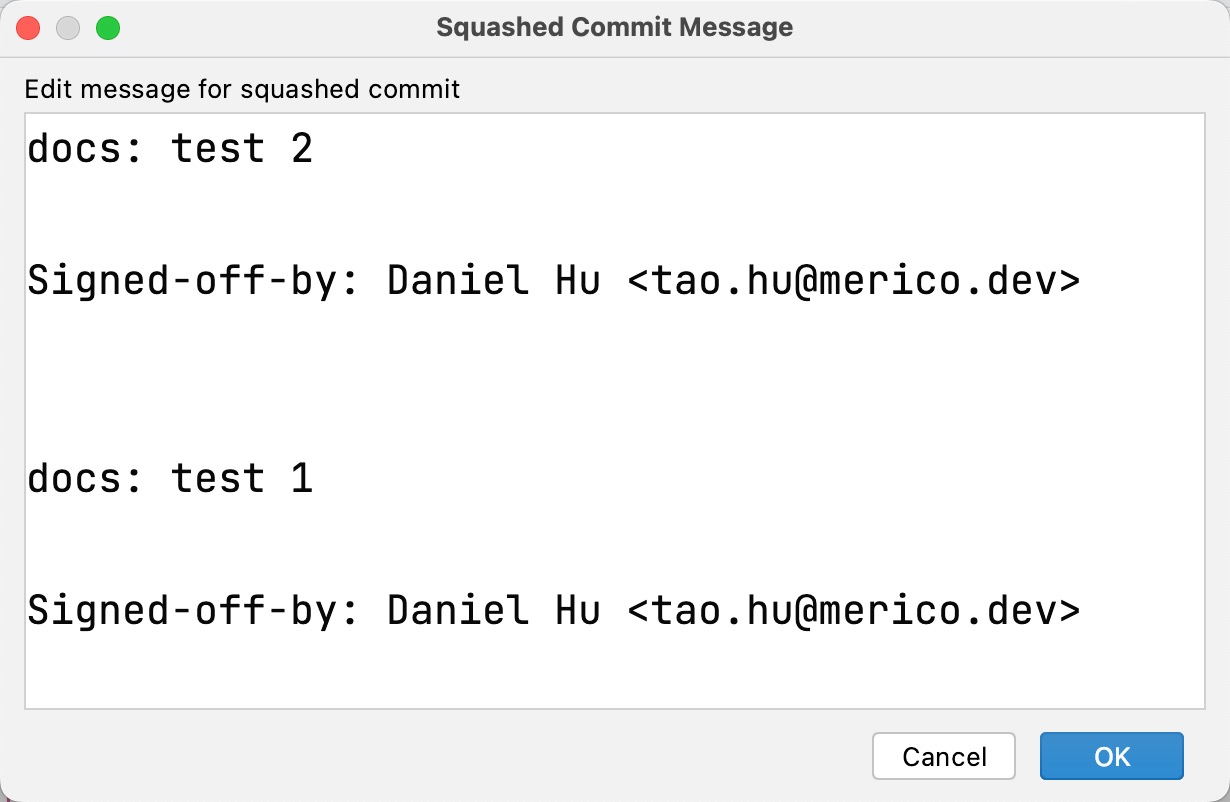 Squashed Commit Message
Edit message for squashed commit
docs: test 2
Signed-off-by: Daniel Hu <tao.hu@merico.dev>
docs: test 1
Signed-off-by: Daniel Hu <tao.hu@merico.dev>
Cancel
OK